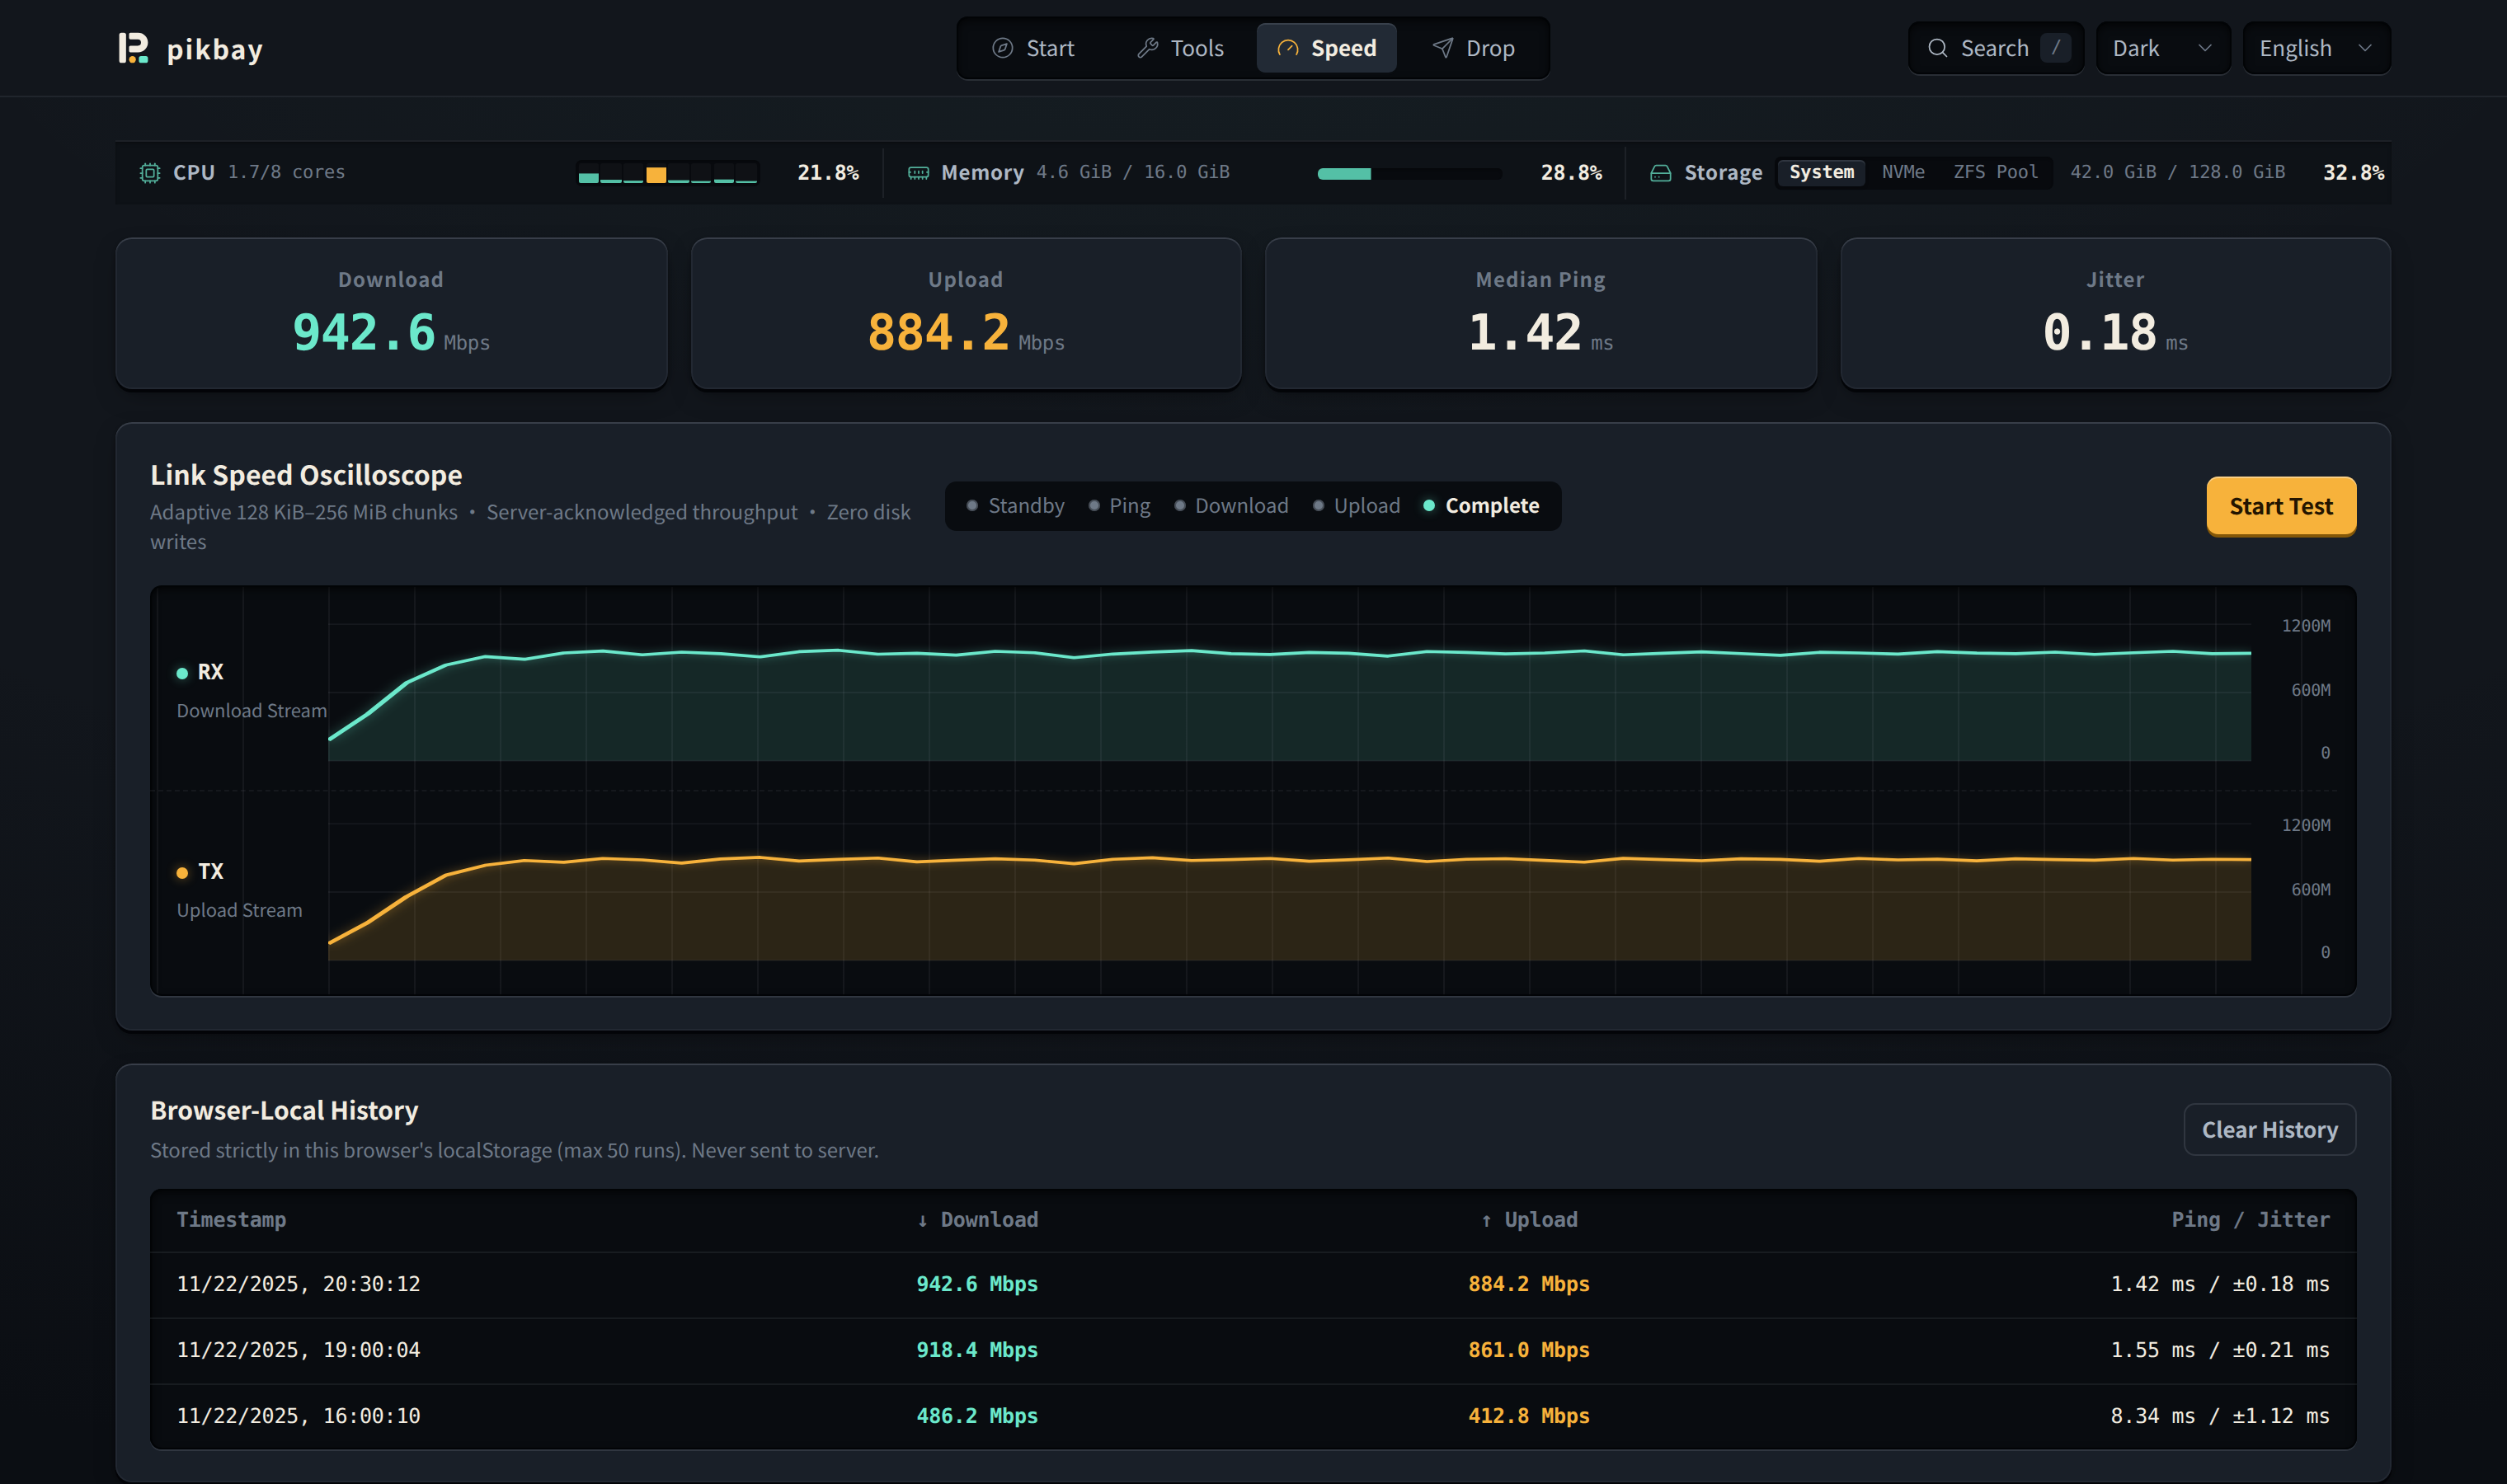 pikbay
Start Tools Speed Drop
Search / Dark English
CPU 1.7/8 cores 21.8% Memory 4.6 GiB / 16.0 GiB 28.8% Storage System NVMe ZFS Pool 42.0 GiB / 128.0 GiB 32.8%
Download Upload Median Ping Jitter
942.6 Mbps 884.2 Mbps 1.42 ms 0.18 ms
Link Speed Oscilloscope
Adaptive 128 KiB–256 MiB chunks • Server-acknowledged throughput • Zero disk
writes
Standby Ping Download Upload Complete
Start Test
1200M
RX
600M
Download Stream
0
1200M
TX
600M
Upload Stream
0
Browser-Local History
Stored strictly in this browser's localStorage (max 50 runs). Never sent to server.
Clear History
Timestamp ↓ Download ↑ Upload Ping / Jitter
11/22/2025, 20:30:12 942.6 Mbps 884.2 Mbps 1.42 ms / ±0.18 ms
11/22/2025, 19:00:04 918.4 Mbps 861.0 Mbps 1.55 ms / ±0.21 ms
11/22/2025, 16:00:10 486.2 Mbps 412.8 Mbps 8.34 ms / ±1.12 ms